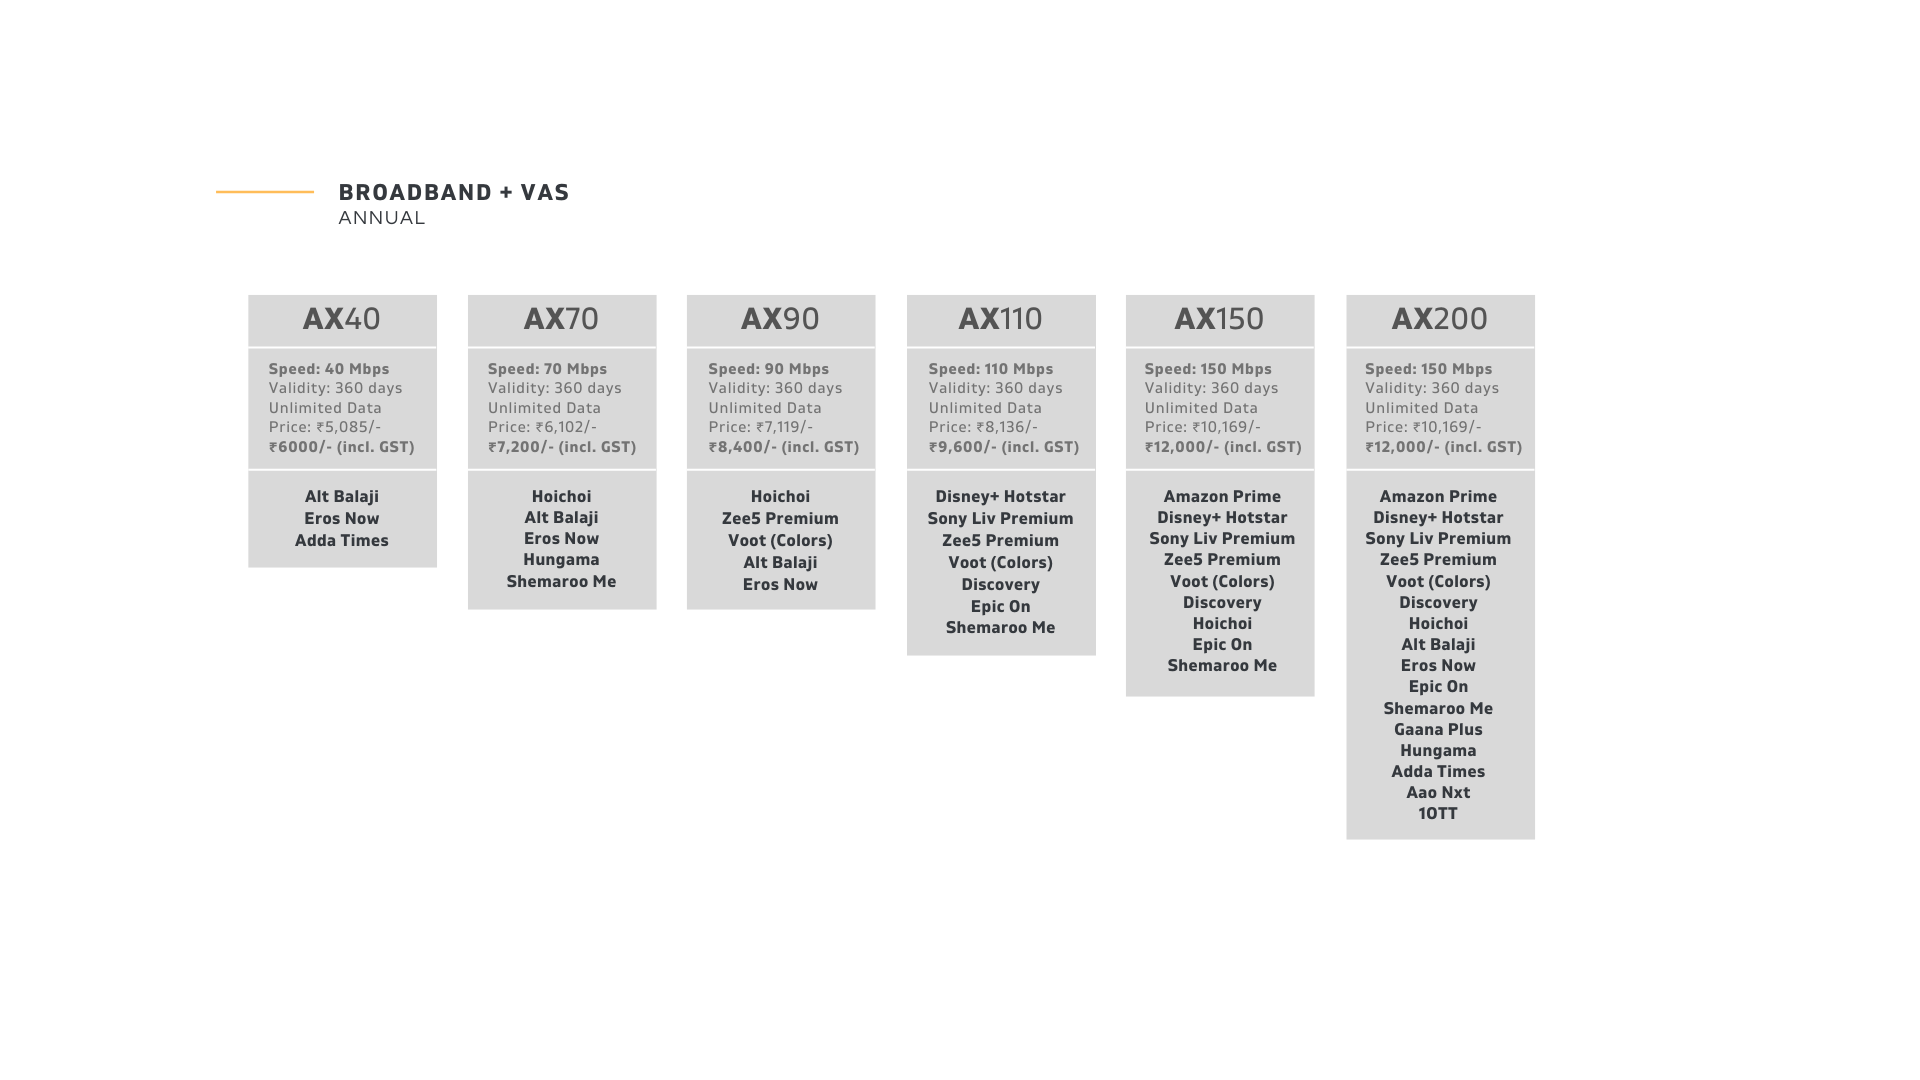 BROADBAND + VAS
ANNUAL
AX40
Speed: 40 Mbps
Validity: 360 days
Unlimited Data
Price: ₹5,085/-
₹6000/- (incl. GST)
Alt Balaji
Eros Now
Adda Times
AX70
Speed: 70 Mbps
Validity: 360 days
Unlimited Data
Price: ₹6,102/-
₹7,200/- (incl. GST)
Hoichoi
Alt Balaji
Eros Now
Hungama
Shemaroo Me
AX90
Speed: 90 Mbps
Validity: 360 days
Unlimited Data
Price: ₹7,119/-
₹8,400/- (incl. GST)
Hoichoi
Zee5 Premium
Voot (Colors)
Alt Balaji
Eros Now
AX110
Speed: 110 Mbps
Validity: 360 days
Unlimited Data
Price: ₹8,136/-
₹9,600/- (incl. GST)
Disney+ Hotstar
Sony Liv Premium
Zee5 Premium
Voot (Colors)
Discovery
Epic On
Shemaroo Me
AX150
Speed: 150 Mbps
Validity: 360 days
Unlimited Data
Price: ₹10,169/-
₹12,000/- (incl. GST)
Amazon Prime
Disney+ Hotstar
Sony Liv Premium
Zee5 Premium
Voot (Colors)
Discovery
Hoichoi
Epic On
Shemaroo Me
AX200
Speed: 150 Mbps
Validity: 360 days
Unlimited Data
Price: ₹10,169/-
₹12,000/- (incl. GST)
Amazon Prime
Disney+ Hotstar
Sony Liv Premium
Zee5 Premium
Voot (Colors)
Discovery
Hoichoi
Alt Balaji
Eros Now
Epic On
Shemaroo Me
Gaana Plus
Hungama
Adda Times
Aao Nxt
1OTT